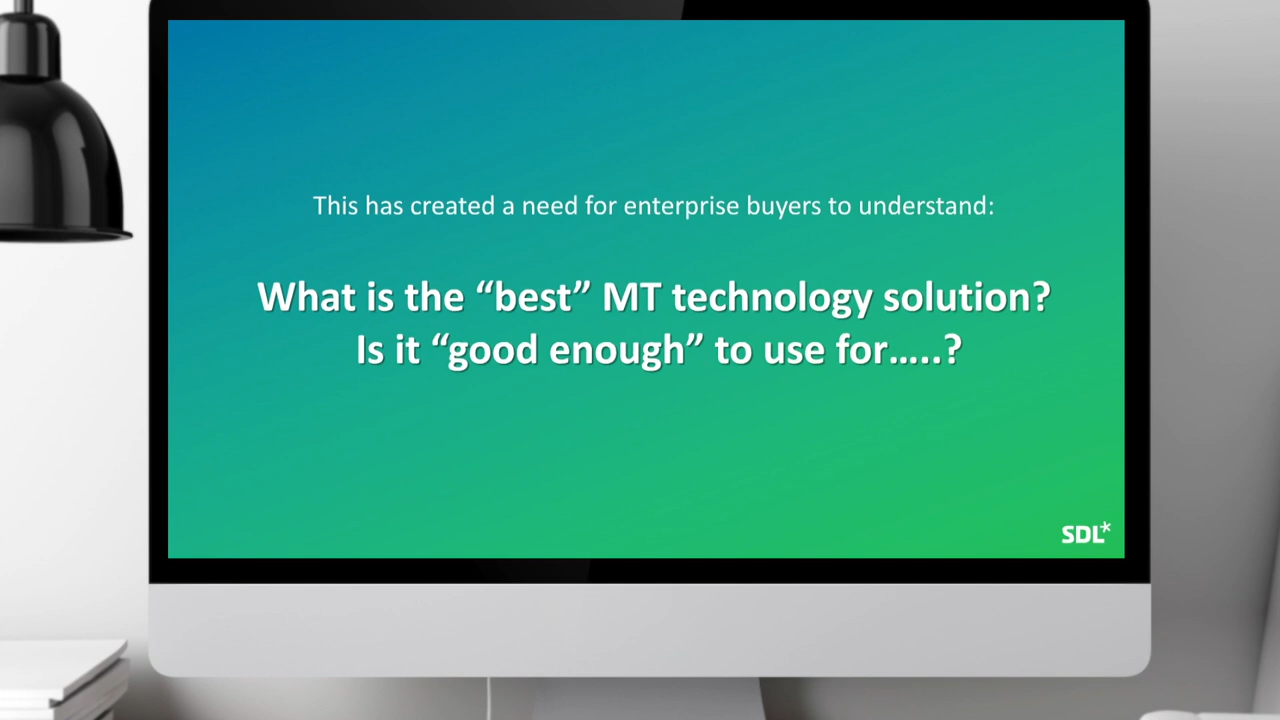 This has created a need for enterprise buyers to understand:
What is the “best” MT technology solution?
Is it “good enough” to use for…..?
SDL*